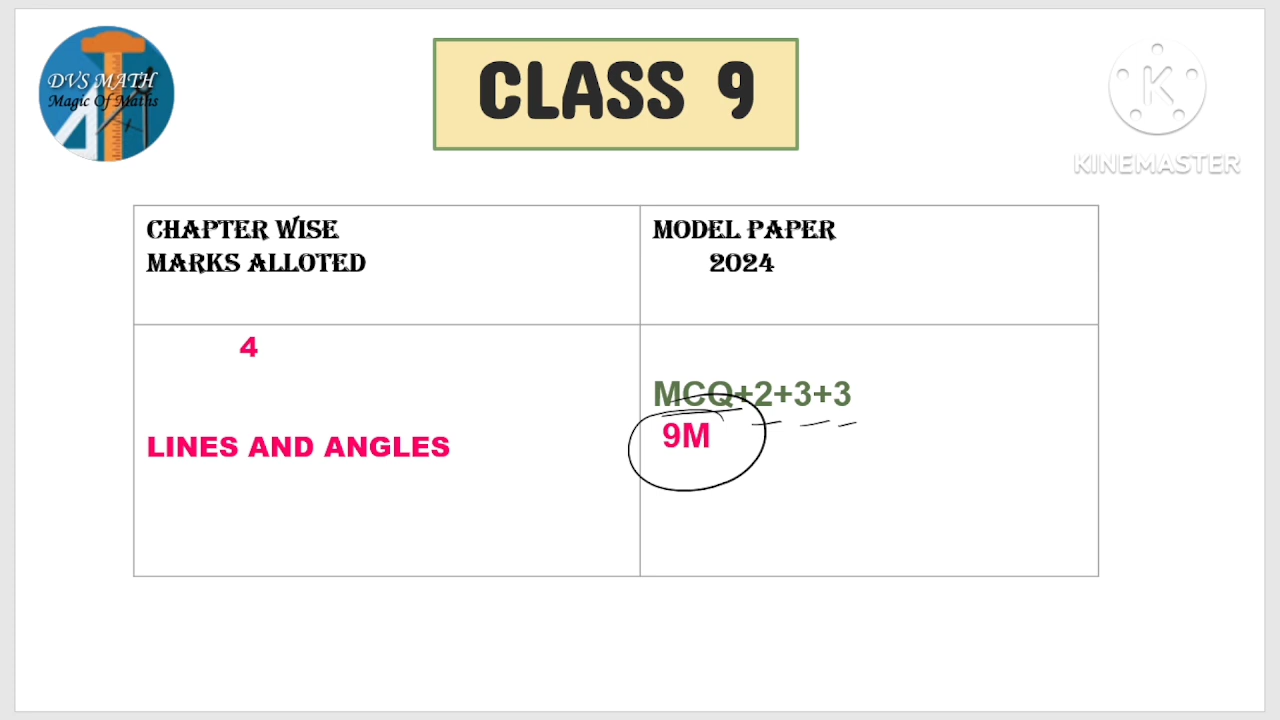 DVS MATH
Magic Of Maths
CLASS 9
K
KINEMASTER
CHAPTER WISE
MARKS ALLOTED
MODEL PAPER
2024
4
LINES AND ANGLES
MCQ+2+3+3
9M